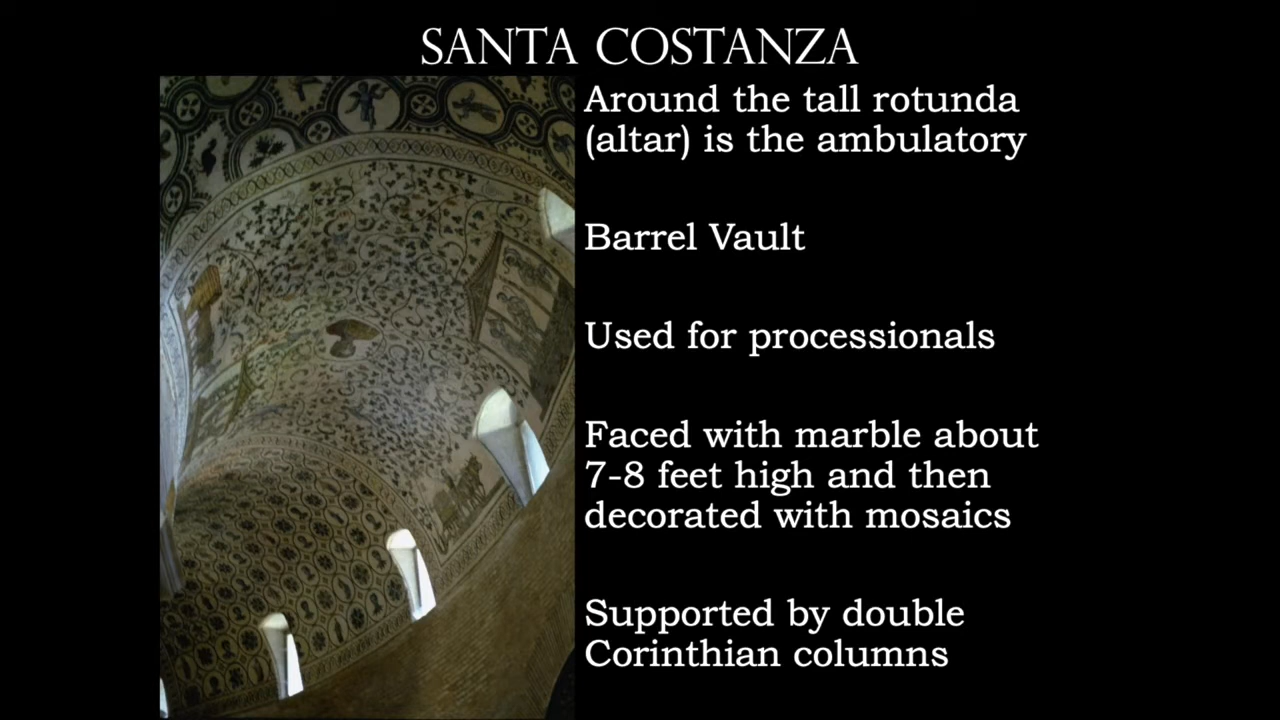 SANTA COSTANZA
Around the tall rotunda
(altar) is the ambulatory
Barrel Vault
Used for processionals
Faced with marble about
7-8 feet high and then
decorated with mosaics
Supported by double
Corinthian columns